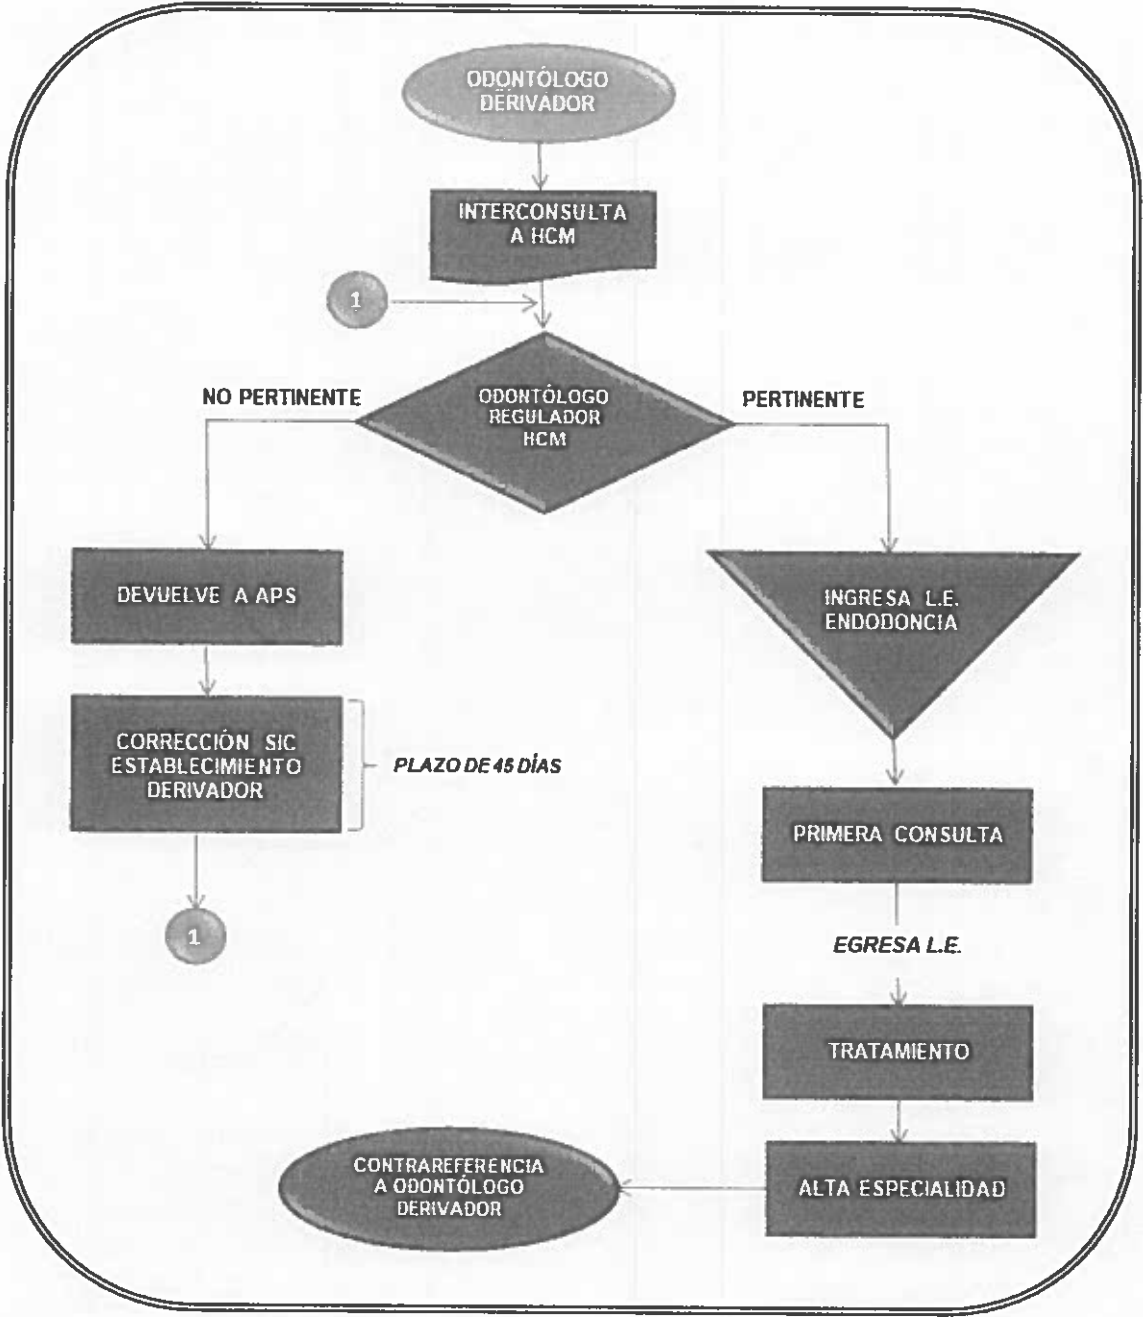 ODONTÓLOGO
DERIVADOR
INTERCONSULTA
A HCM
1
NO PERTINENTE
ODONTÓLOGO
REGULADOR
HCM
PERTINENTE
DEVUELVE A APS
INGRESA L.E.
ENDODONCIA
CORRECCIÓN SIC
ESTABLECIMIENTO
DERIVADOR
PLAZO DE 45 DÍAS
PRIMERA CONSULTA
1
EGRESA L.E.
TRATAMIENTO
ALTA ESPECIALIDAD
CONTRAREFERENCIA
A ODONTÓLOGO
DERIVADOR